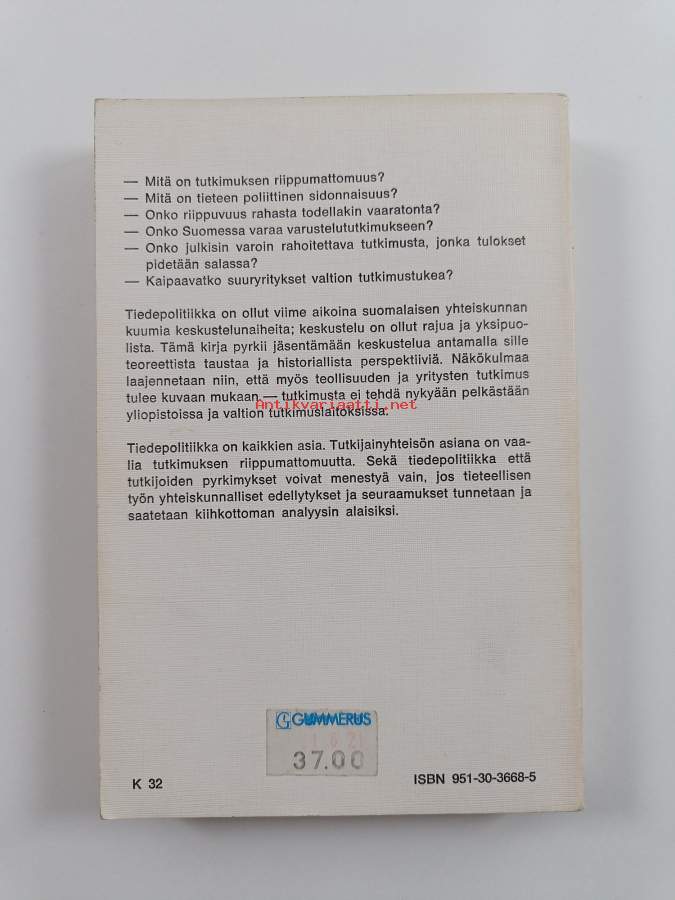 — Mitä on tutkimuksen riippumattomuus?
— Mitä on tieteen poliittinen sidonnaisuus?
— Onko riippuvuus rahasta todellakin vaaratonta?
— Onko Suomessa varaa varustelututkimukseen?
— Onko julkisin varoin rahoitettava tutkimusta, jonka tulokset
pidetään salassa?
— Kaipaavatko suuryritykset valtion tutkimustukea?
Tiedepolitiikka on ollut viime aikoina suomalaisen yhteiskunnan
kuumia keskustelunaiheita; keskustelu on ollut rajua ja yksipuo-
lista. Tämä kirja pyrkii jäsentämään keskustelua antamalla sille
teoreettista taustaa ja historiallista perspektiiviä. Näkökulmaa
laajennetaan niin, että myös teollisuuden ja yritysten tutkimus
tulee kuvaan mukaan — tutkimusta ei tehdä nykyään pelkästään
Antikvariaatti.net
yliopistoissa ja valtion tutkimuslaitoksissa.
Tiedepolitiikka on kaikkien asia. Tutkijainyhteisön asiana on vaa-
lia tutkimuksen riippumattomuutta. Sekä tiedepolitiikka että
tutkijoiden pyrkimykset voivat menestyä vain, jos tieteellisen
työn yhteiskunnalliset edellytykset ja seuraamukset tunnetaan ja
saatetaan kiihkottoman analyysin alaisiksi.
GUMMERUS
37.00
K 32
ISBN 951-30-3668-5